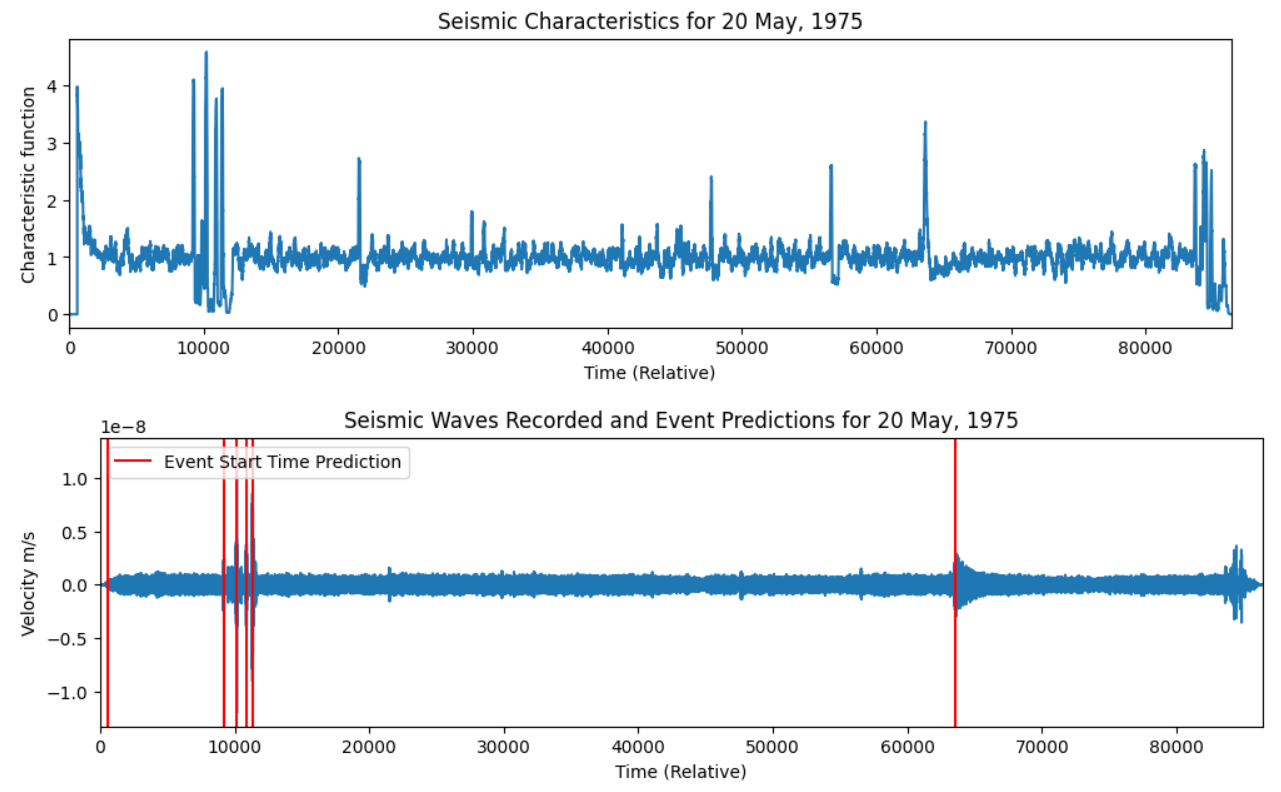 Seismic Characteristics for 20 May, 1975
Characteristic function
4
3
2
1
0
0 10000 20000 30000 40000 50000 60000 70000 80000
Time (Relative)
Seismic Waves Recorded and Event Predictions for 20 May, 1975
1e−8
Event Start Time Prediction
Velocity m/s
1.0
0.5
0.0
−0.5
−1.0
0 10000 20000 30000 40000 50000 60000 70000 80000
Time (Relative)